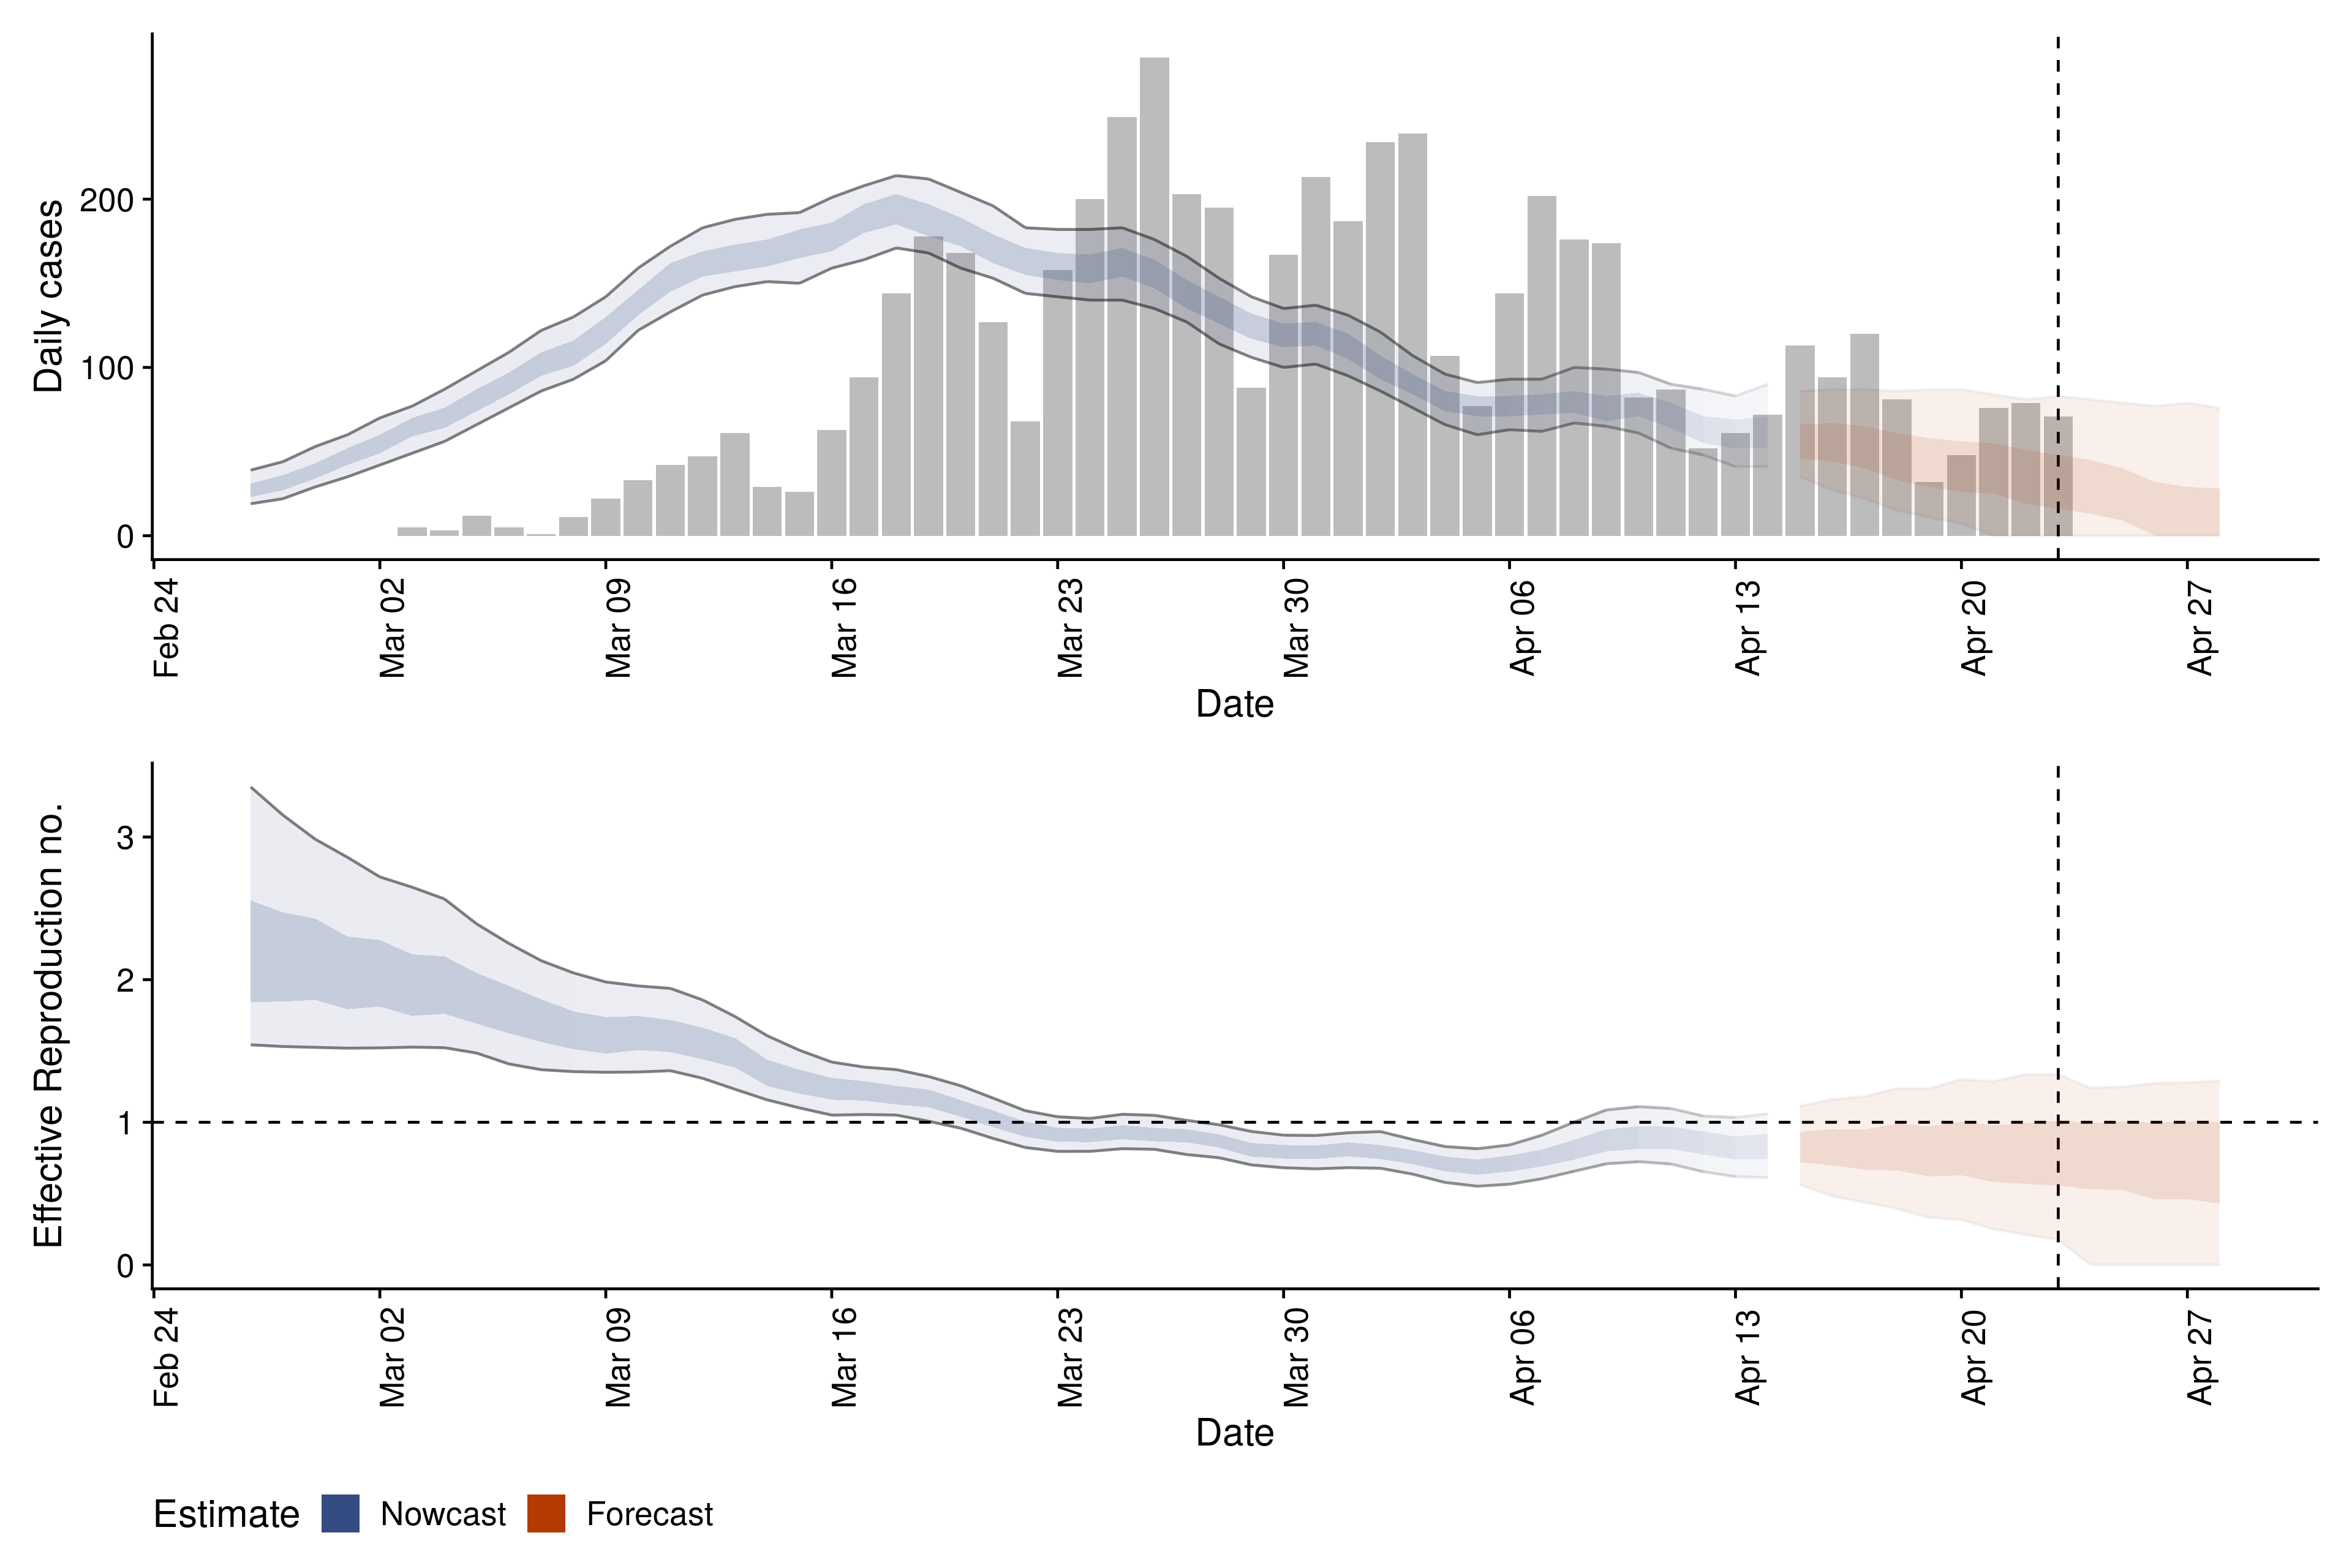 Daily cases
200
100
0
Feb 24
Mar 02
Mar 09
Mar 16
Mar 23
Mar 30
Apr 06
Apr 13
Apr 20
Apr 27
Date
Effective Reproduction no.
3
2
1
0
Feb 24
Mar 02
Mar 09
Mar 16
Mar 23
Mar 30
Apr 06
Apr 13
Apr 20
Apr 27
Date
Estimate Nowcast Forecast